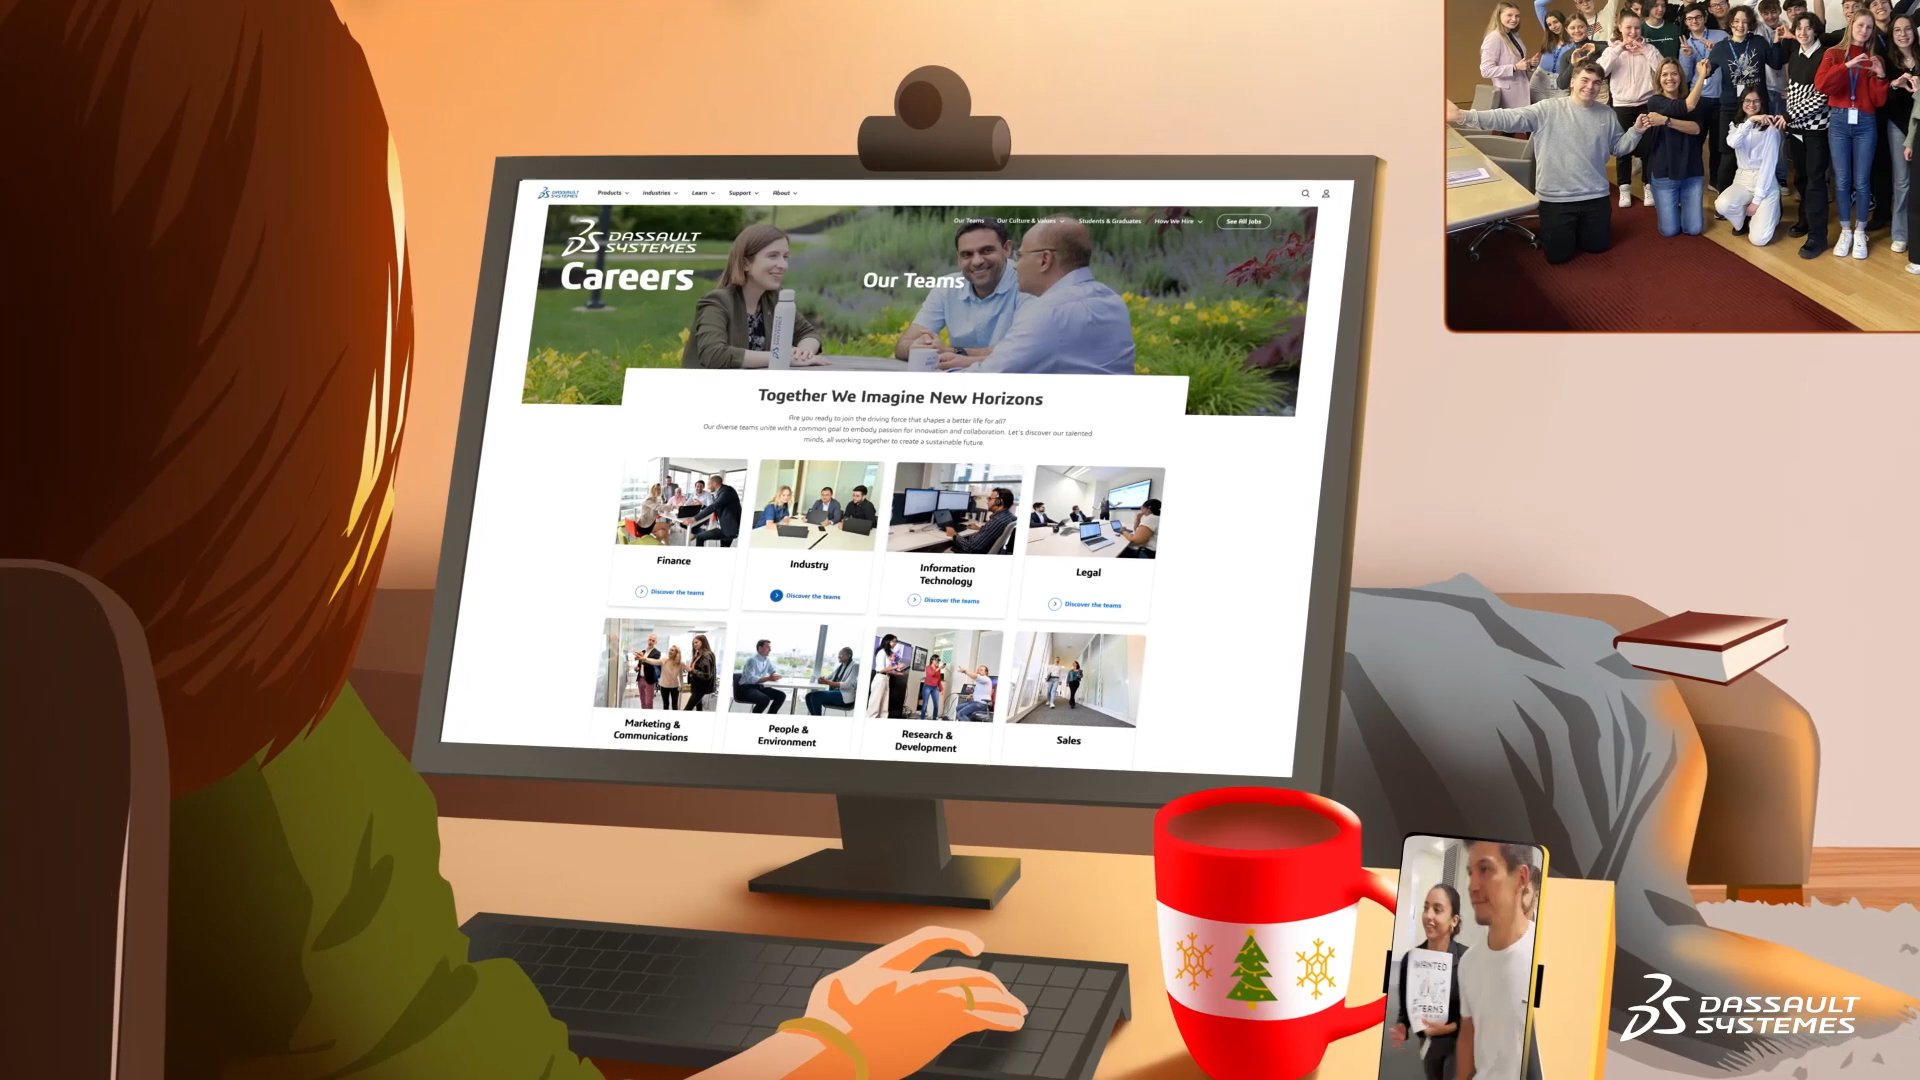 DASSAULT
SYSTEMES
Products
Industries
Learn
Support
About
Our Teams
Our Culture & Values
Students & Graduates
How We Hire
See All Jobs
DASSAULT
SYSTEMES
Careers
Our Teams
Together We Imagine New Horizons
Are you ready to join the driving force that shapes a better life for all?
Our diverse teams unite with a common goal to embody passion for innovation and collaboration. Let's discover our talented
minds, all working together to create a sustainable future.
Finance
Discover the teams
Industry
Discover the teams
Information
Technology
Discover the teams
Legal
Discover the teams
Marketing &
Communications
People &
Environment
Research &
Development
Sales
WANTED
DASSAULT
SYSTEMES